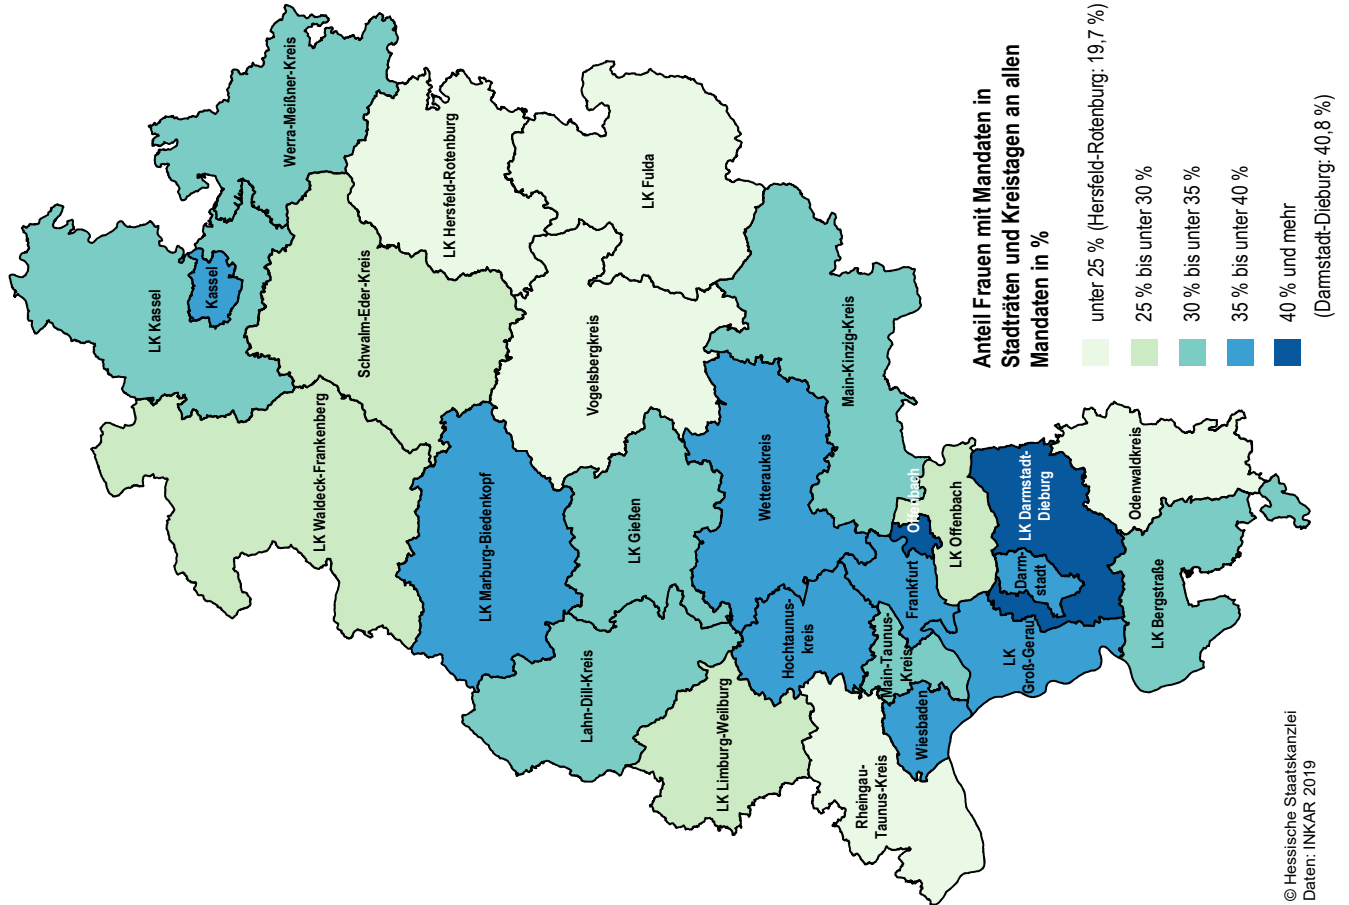 Werra-Meißner-Kreis
LK Kassel
Kassel
LK Hersfeld-Rotenburg
Schwalm-Eder-Kreis
LK Waldeck-Frankenberg
LK Fulda
Vogelsbergkreis
LK Marburg-Biedenkopf
LK Gießen
Lahn-Dill-Kreis
Main-Kinzig-Kreis
Wetteraukreis
Hochtaunus-
kreis
LK Limburg-Weilburg
Rheingau-
Taunus-Kreis
Main-Taunus-
Kreis
Wiesbaden
Frankfurt
Offenbach
LK Offenbach
LK
Groß-Gerau
Darm-
stadt
LK Darmstadt-
Dieburg
Odenwaldkreis
LK Bergstraße
Anteil Frauen mit Mandaten in
Stadträten und Kreistagen an allen
Mandaten in %
unter 25 % (Hersfeld-Rotenburg: 19,7 %)
25 % bis unter 30 %
30 % bis unter 35 %
35 % bis unter 40 %
40 % und mehr
(Darmstadt-Dieburg: 40,8 %)
© Hessische Staatskanzlei
Daten: INKAR 2019